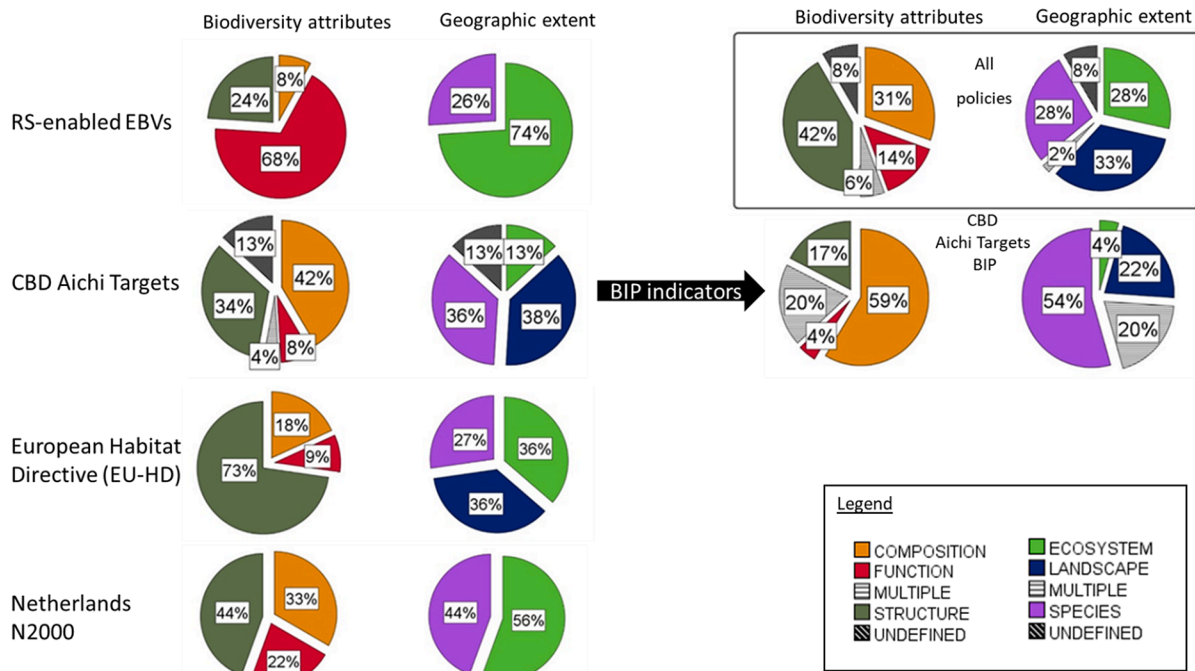 Biodiversity attributes
Geographic extent
Biodiversity attributes
Geographic extent
RS-enabled EBVs
8%
24%
68%
26%
74%
All
policies
8%
31%
42%
14%
6%
8%
28%
28%
2%
33%
CBD Aichi Targets
13%
42%
34%
4%
8%
13%
13%
36%
38%
BIP indicators
CBD
Aichi Targets
BIP
17%
20%
59%
4%
4%
22%
54%
20%
European Habitat
Directive (EU-HD)
18%
9%
73%
27%
36%
36%
Netherlands
N2000
44%
33%
22%
44%
56%
Legend
COMPOSITION
FUNCTION
MULTIPLE
STRUCTURE
UNDEFINED
ECOSYSTEM
LANDSCAPE
MULTIPLE
SPECIES
UNDEFINED